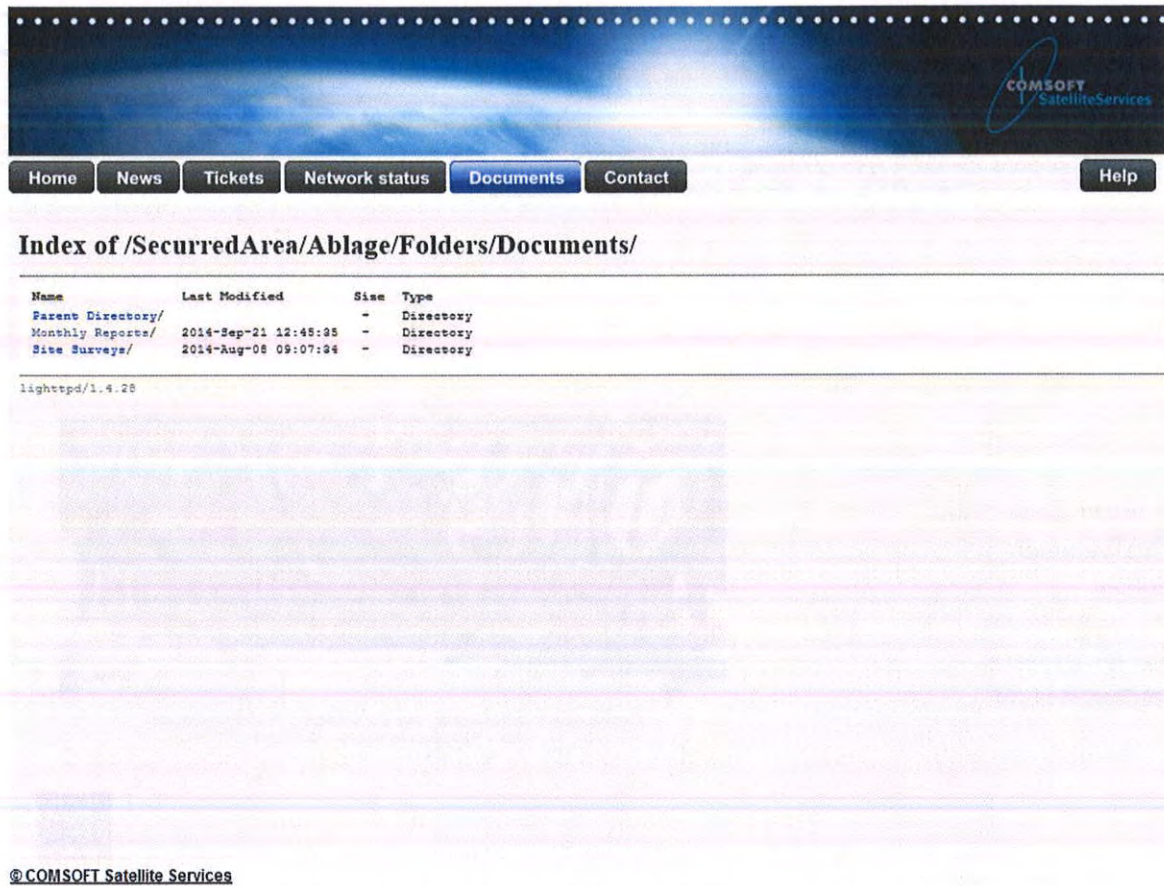 COMSOFT
SatelliteServices
Home News Tickets Network status Documents Contact Help
Index of /SecurredArea/Ablage/Folders/Documents/
Name Last Modified Size Type
Parent Directory/ - Directory
Monthly Reports/ 2014-Sep-21 12:45:35 - Directory
Site Surveys/ 2014-Aug-08 09:07:34 - Directory
lighttpd/1.4.28
© COMSOFT Satellite Services